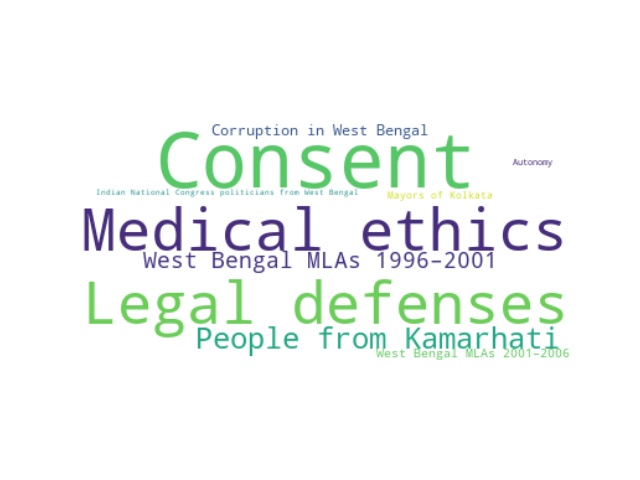 Corruption in West Bengal
Consent
Autonomy
Indian National Congress politicians from West Bengal
Mayors of Kolkata
Medical ethics
West Bengal MLAs 1996–2001
Legal defenses
People from Kamarhati
West Bengal MLAs 2001–2006